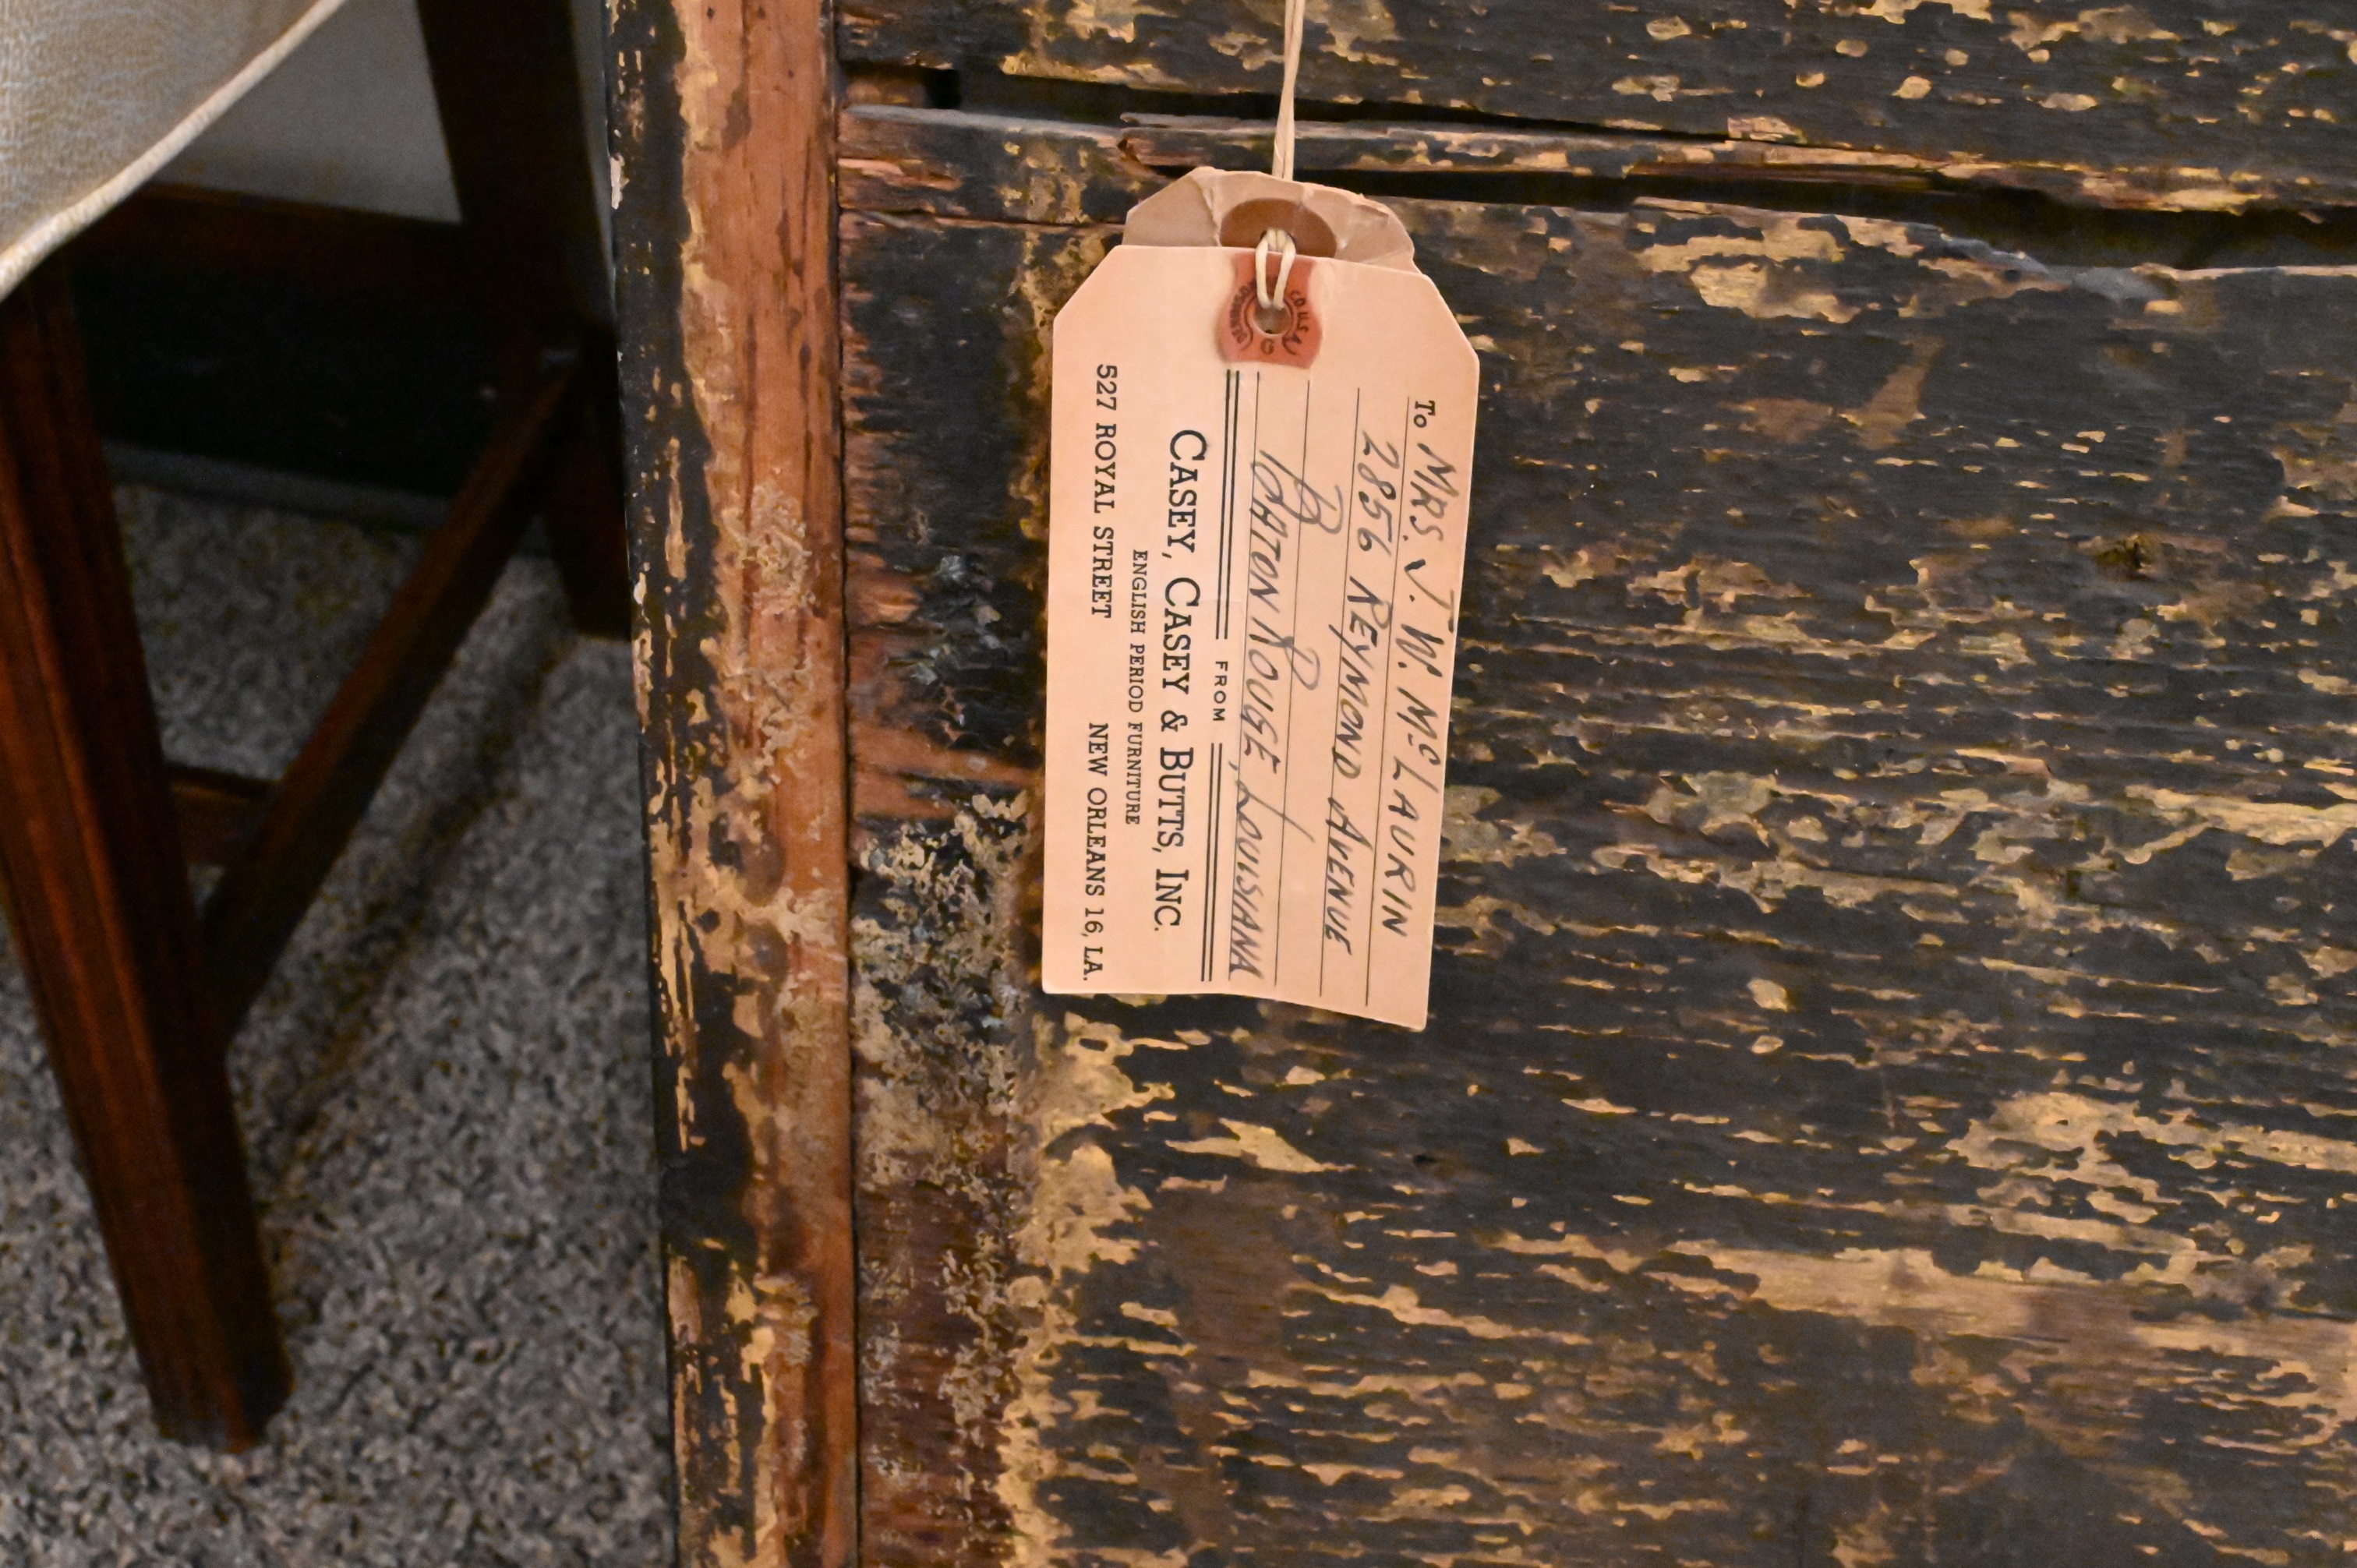 To MRS. J. W. McLAURIN
2856 REYMOND AVENUE
BATON ROUGE, LOUISIANA
FROM
CASEY, CASEY & BUTTS, INC.
ENGLISH PERIOD FURNITURE
527 ROYAL STREET NEW ORLEANS 16, LA.
CO. U.S.A.